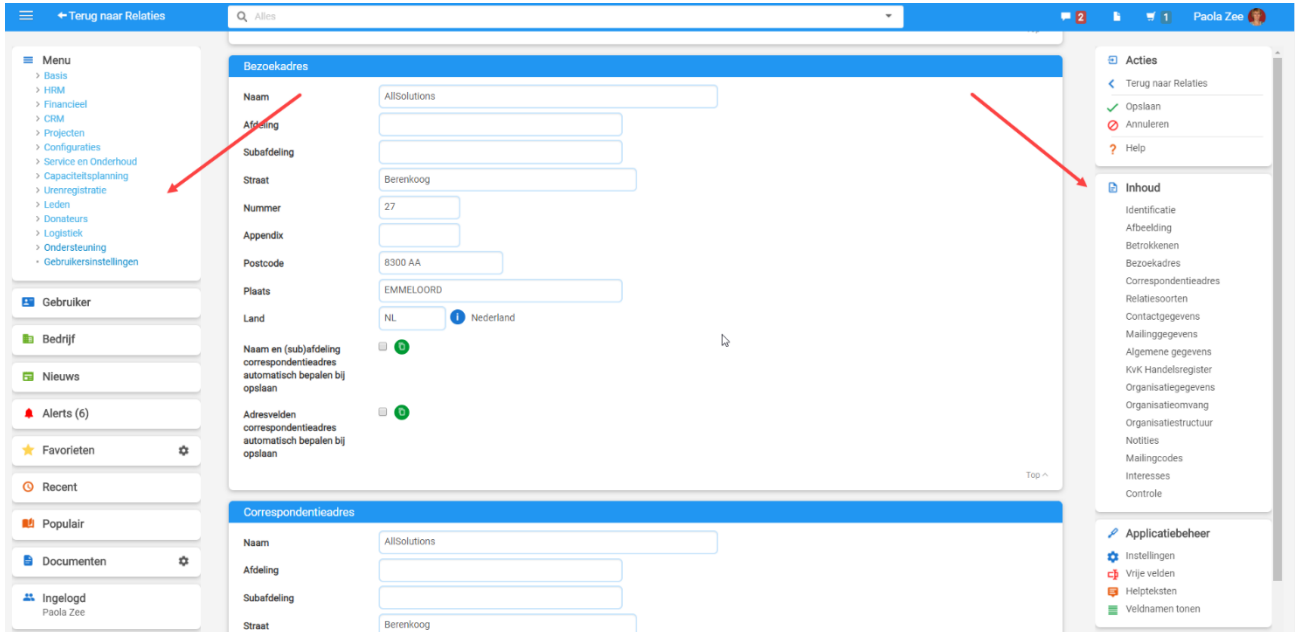 Terug naar Relaties
Alles
2
1
Paola Zee
Menu
Basis
HRM
Financieel
CRM
Projecten
Configuraties
Service en Onderhoud
Capaciteitsplanning
Urenregistratie
Leden
Donateurs
Logistiek
Ondersteuning
Gebruikersinstellingen
Gebruiker
Bedrijf
Nieuws
Alerts (6)
Favorieten
Recent
Populair
Documenten
Ingelogd
Paola Zee
Bezoekadres
Naam AllSolutions
Afdeling
Subafdeling
Straat Berenkoog
Nummer 27
Appendix
Postcode 8300 AA
Plaats EMMELOORD
Land NL Nederland
Naam en (sub)afdeling
correspondentieadres
automatisch bepalen bij
opslaan
Adresvelden
correspondentieadres
automatisch bepalen bij
opslaan
Top
Correspondentieadres
Naam AllSolutions
Afdeling
Subafdeling
Straat Berenkoog
Acties
Terug naar Relaties
Opslaan
Annuleren
Help
Inhoud
Identificatie
Afbeelding
Betrokkenen
Bezoekadres
Correspondentieadres
Relatiesoorten
Contactgegevens
Mailinggegevens
Algemene gegevens
KvK Handelsregister
Organisatiegegevens
Organisatieomvang
Organisatiestructuur
Notities
Mailingcodes
Interesses
Controle
Applicatiebeheer
Instellingen
Vrije velden
Helpteksten
Veldnamen tonen